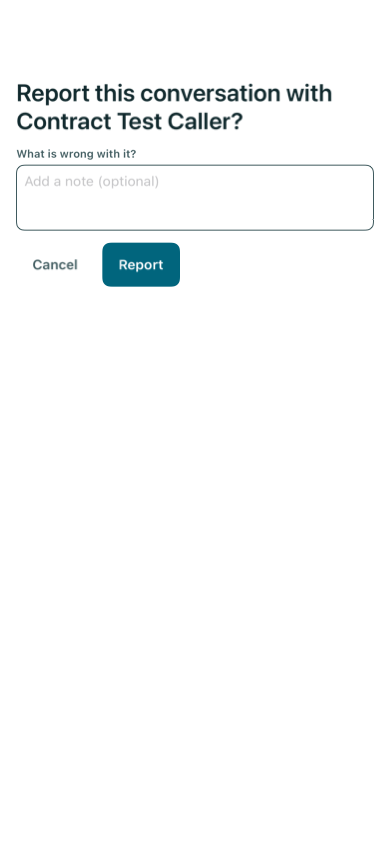 Report this conversation with
Contract Test Caller?
What is wrong with it?
Add a note (optional)
Cancel
Report